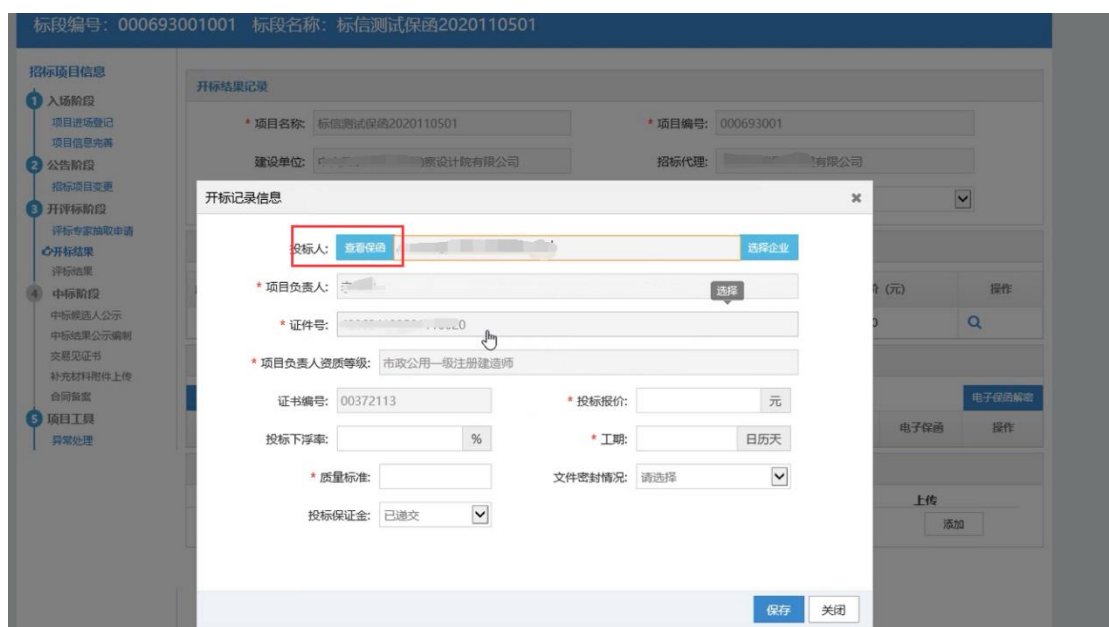 标段编号：000693001001 标段名称：标信测试保函2020110501
招标项目信息
1 入场阶段
项目进场登记
项目信息完善
2 公告阶段
招标项目变更
3 开评标阶段
评标专家抽取申请
开标结果
评标结果
4 中标阶段
中标候选人公示
中标结果公示编制
交易见证书
补充材料附件上传
合同备案
5 项目工具
异常处理
开标结果记录
* 项目名称: 标信测试保函2020110501 * 项目编号: 000693001
建设单位: 察设计院有限公司 招标代理: 有限公司
开标记录信息 ×
投标人: 查看保函 选择企业
* 项目负责人: 选择
* 证件号:
* 项目负责人资质等级: 市政公用一级注册建造师
证书编号: 00372113 * 投标报价: 元
投标下浮率: % * 工期: 日历天
* 质量标准: 文件密封情况: 请选择
投标保证金: 已递交
保存 关闭
(元) 操作
电子保函解密
电子保函 操作
上传
添加